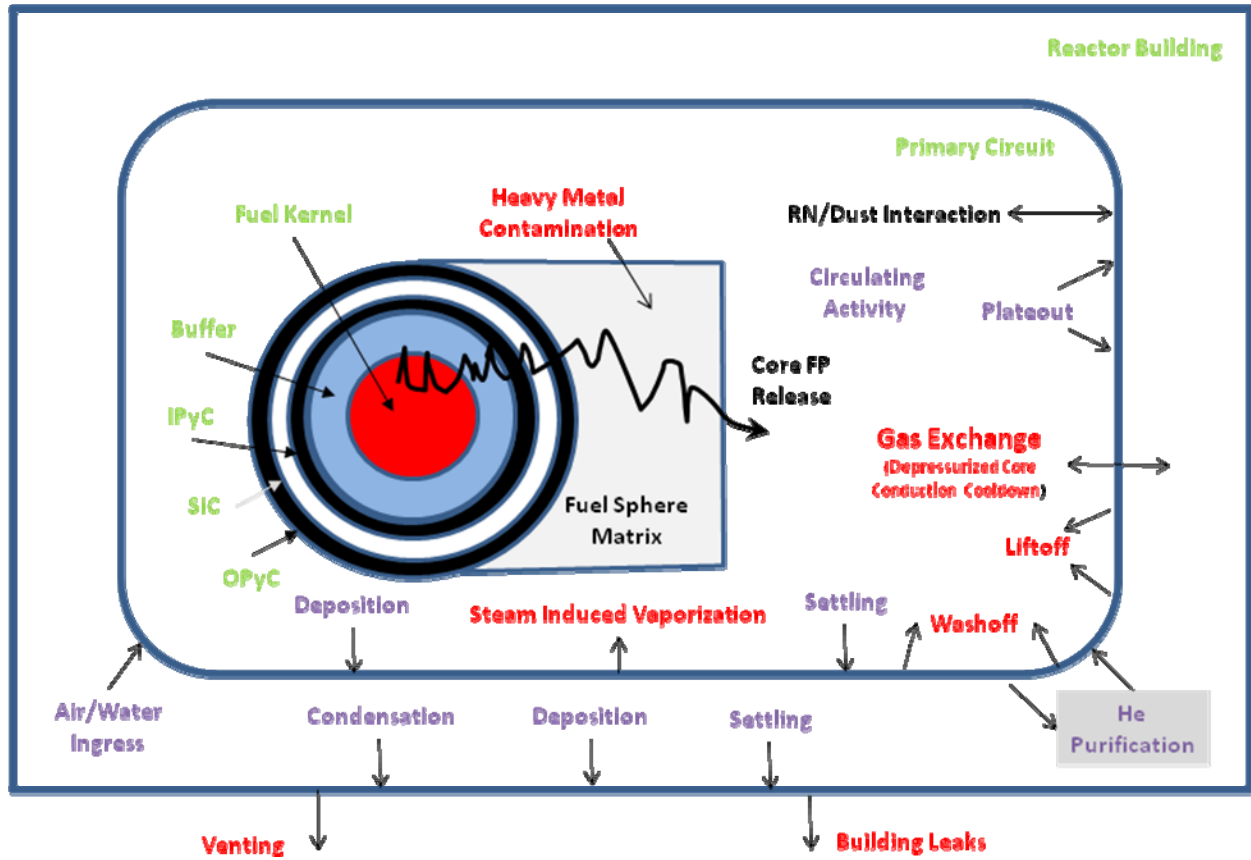 Reactor Building
Primary Circuit
Heavy Metal
Contamination
Fuel Kernel
RN/Dust Interaction
Circulating
Activity
Plateout
Buffer
Core FP
Release
IPyC
Gas Exchange
(Depressurized Core
Conduction Cooldown)
SiC
Fuel Sphere
Matrix
Liftoff
OPyC
Deposition
Steam Induced Vaporization
Settling
Washoff
Air/Water
Ingress
Condensation
Deposition
Settling
He
Purification
Venting
Building Leaks